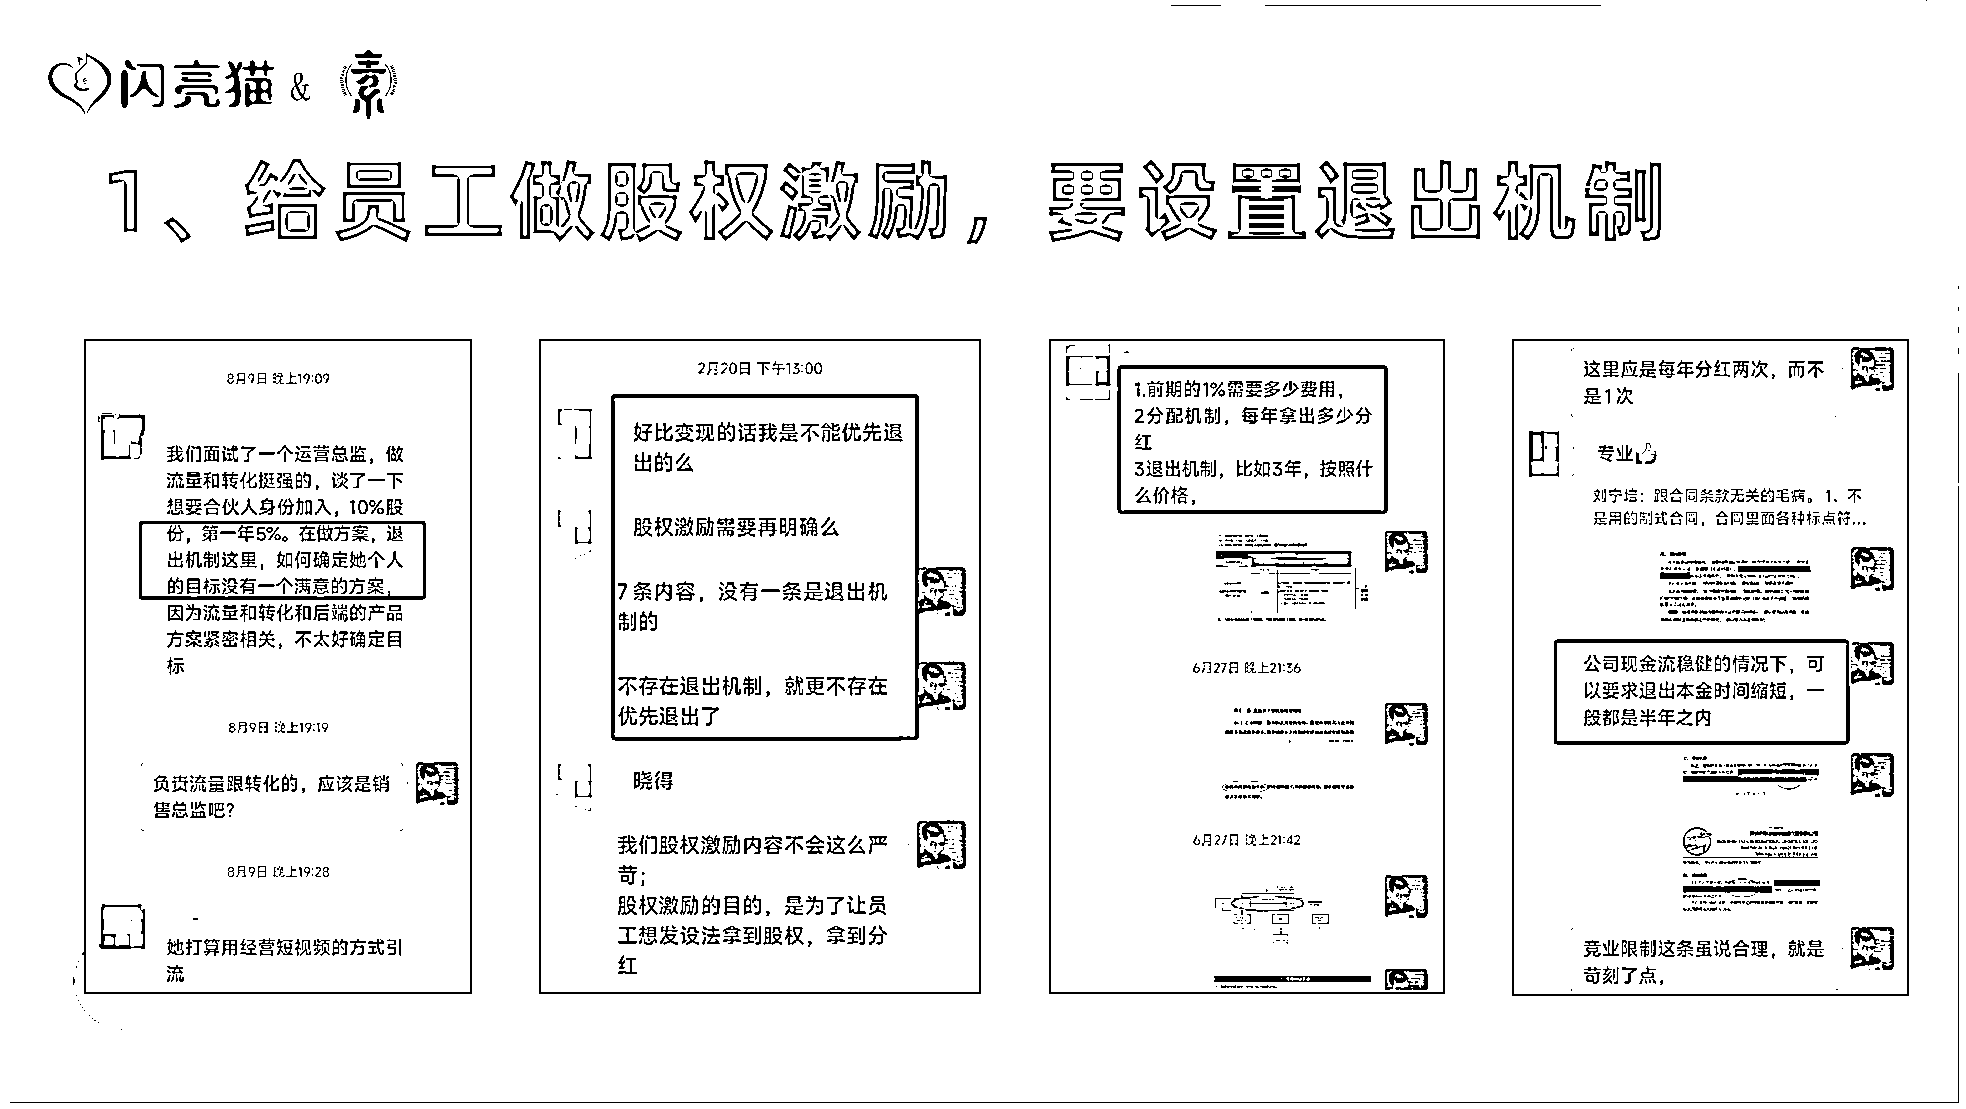 闪亮猫 & 素
1、给员工做股权激励，要设置退出机制
8月9日 晚上19:09
我们面试了一个运营总监，做
流量和转化挺强的，谈了一下
想要合伙人身份加入，10%股
份，第一年5%。在做方案，退
出机制这里，如何确定她个人
的目标没有一个满意的方案，
因为流量和转化和后端的产品
方案紧密相关，不太好确定目
标
8月9日 晚上19:19
负责流量跟转化的，应该是销
售总监吧？
8月9日 晚上19:28
她打算用经营短视频的方式引
流
2月20日 下午13:00
好比变现的话我是不能优先退
出的么
股权激励需要再明确么
7条内容，没有一条是退出机
制的
不存在退出机制，就更不存在
优先退出了
晓得
我们股权激励内容不会这么严
苛；
股权激励的目的，是为了让员
工想发设法拿到股权，拿到分
红
1.前期的1%需要多少费用，
2分配机制，每年拿出多少分
红
3退出机制，比如3年，按照什
么价格，
6月27日 晚上21:36
6月27日 晚上21:42
这里应是每年分红两次，而不
是1次
专业
刘宁培：跟合同条款无关的毛病。1、不
是用的制式合同，合同里面各种标点符...
公司现金流稳健的情况下，可
以要求退出本金时间缩短，一
般都是半年之内
竞业限制这条虽说合理，就是
苛刻了点，